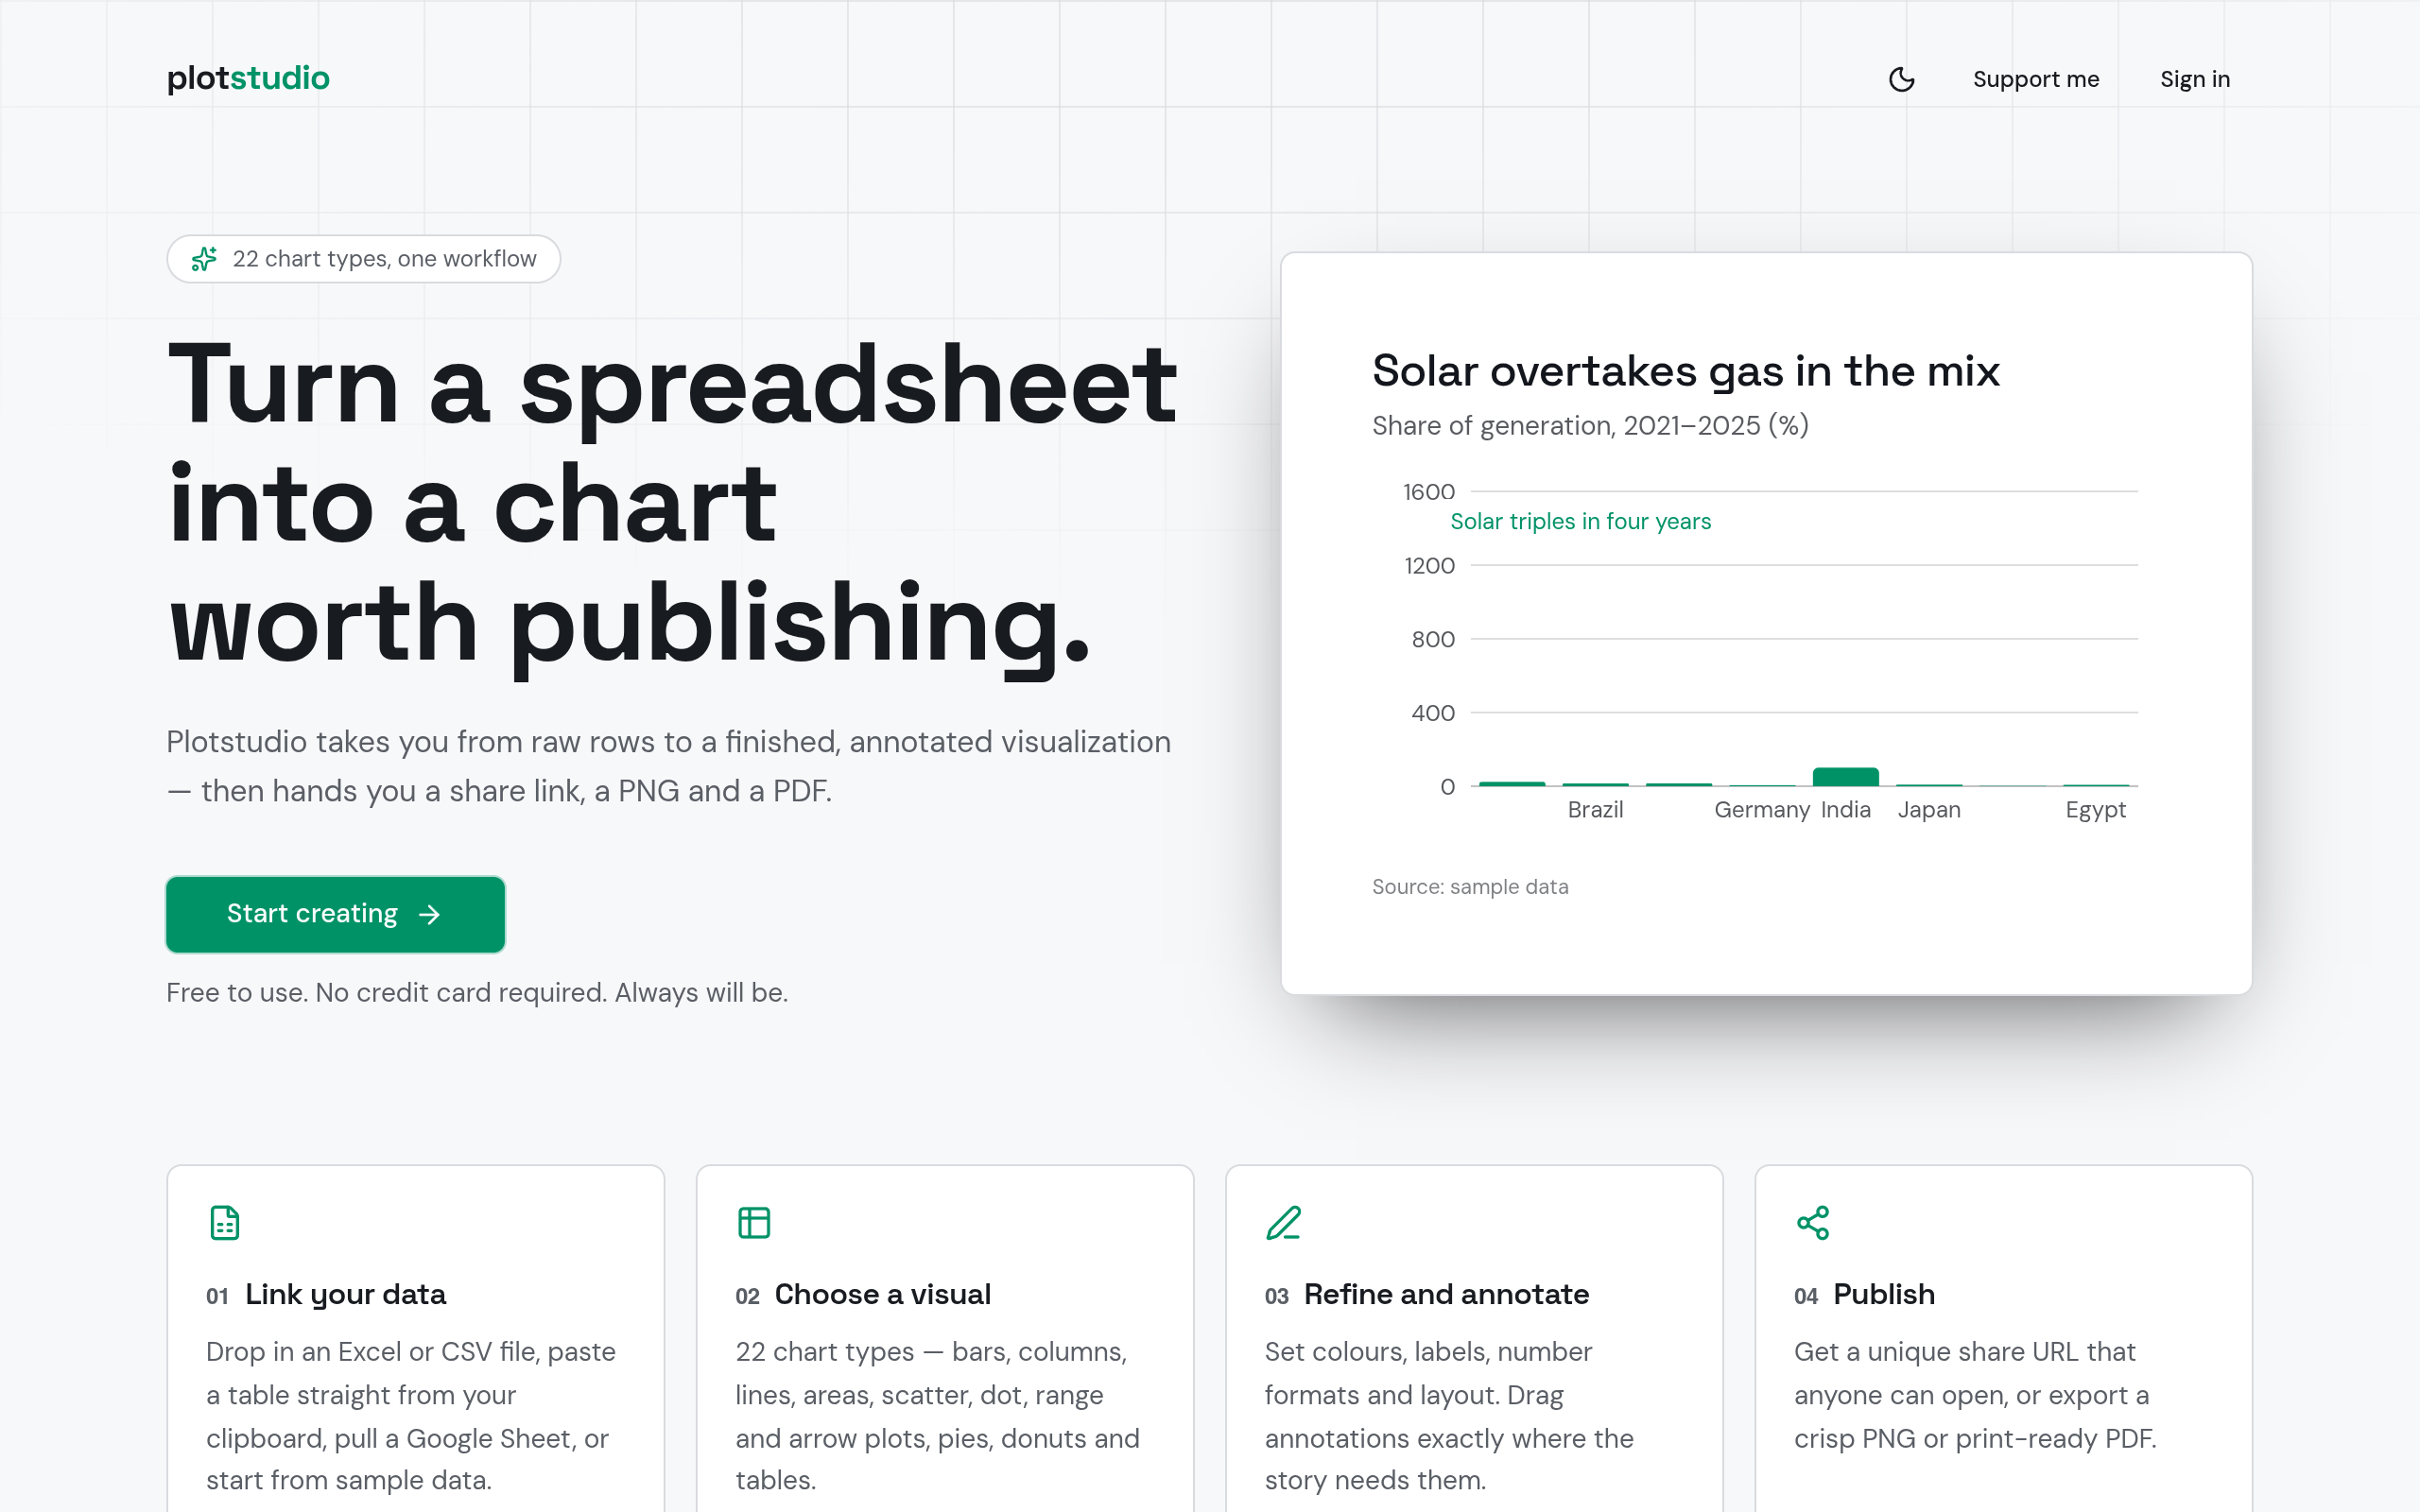 plotstudio
Support me
Sign in
22 chart types, one workflow
Turn a spreadsheet
into a chart
worth publishing.
Plotstudio takes you from raw rows to a finished, annotated visualization
— then hands you a share link, a PNG and a PDF.
Start creating
Free to use. No credit card required. Always will be.
Solar overtakes gas in the mix
Share of generation, 2021–2025 (%)
1600
Solar triples in four years
1200
800
400
0
Brazil Germany India Japan Egypt
Source: sample data
01 Link your data
Drop in an Excel or CSV file, paste
a table straight from your
clipboard, pull a Google Sheet, or
start from sample data.
02 Choose a visual
22 chart types — bars, columns,
lines, areas, scatter, dot, range
and arrow plots, pies, donuts and
tables.
03 Refine and annotate
Set colours, labels, number
formats and layout. Drag
annotations exactly where the
story needs them.
04 Publish
Get a unique share URL that
anyone can open, or export a
crisp PNG or print-ready PDF.